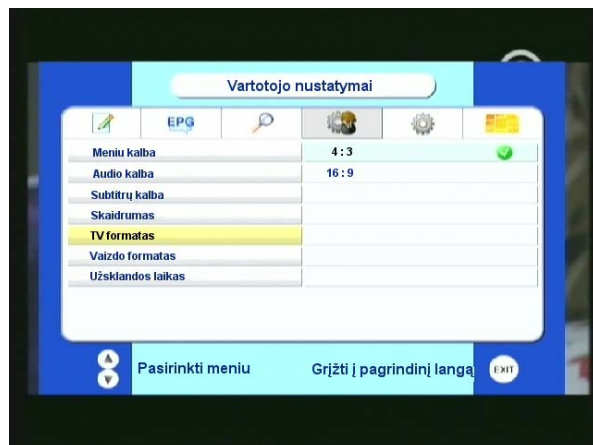 Vartotojo nustatymai
EPG
Meniu kalba 4:3
Audio kalba 16:9
Subtitrų kalba
Skaidrumas
TV formatas
Vaizdo formatas
Užsklandos laikas
Pasirinkti meniu Grįžti į pagrindinį langą EXIT